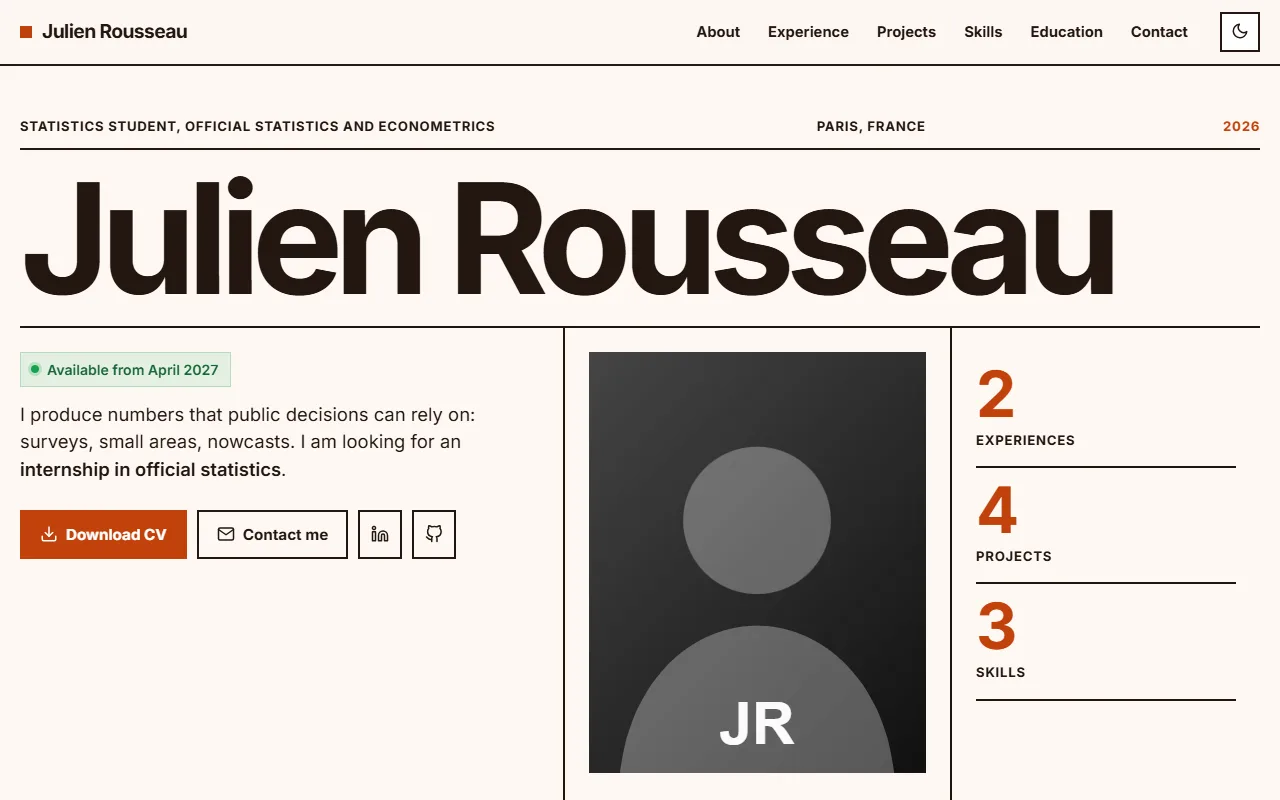 Julien Rousseau
About Experience Projects Skills Education Contact
STATISTICS STUDENT, OFFICIAL STATISTICS AND ECONOMETRICS
PARIS, FRANCE
2026
Julien Rousseau
Available from April 2027
I produce numbers that public decisions can rely on:
surveys, small areas, nowcasts. I am looking for an
internship in official statistics.
Download CV
Contact me
in
JR
2
EXPERIENCES
4
PROJECTS
3
SKILLS